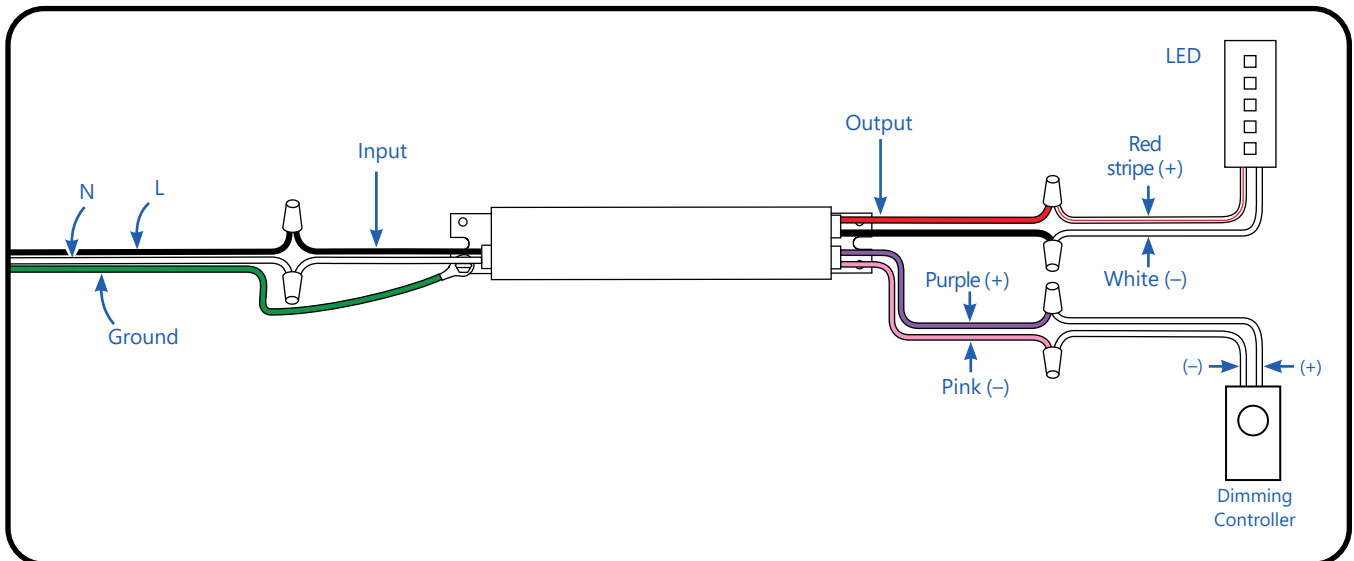 LED
Output
Red
stripe (+)
Input
N
L
White (–)
Purple (+)
Ground
Pink (–)
(–)
(+)
Dimming
Controller